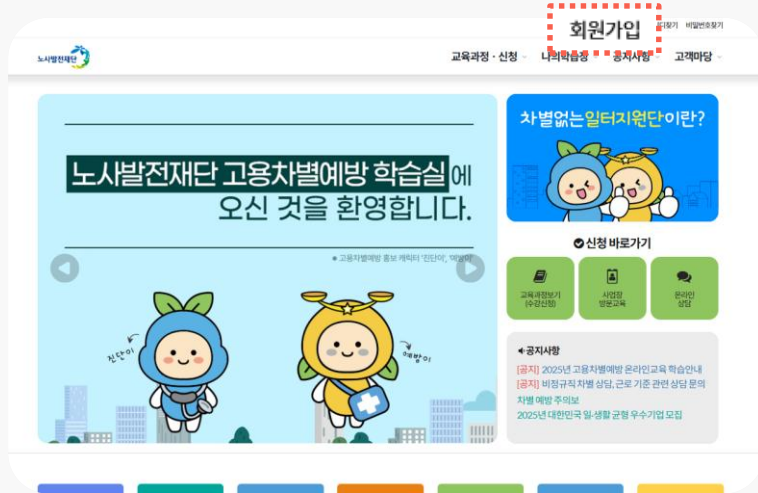 회원가입
비밀번호찾기
노사발전재단
교육과정 · 신청
나의학습장
공지사항
고객마당
노사발전재단 고용차별예방 학습실에
오신 것을 환영합니다.
● 고용차별예방 홍보 캐릭터 '진단이', '예방이'
진단이
예방이
차별없는일터지원단이란?
신청 바로가기
교육과정보기
(수강신청)
사업장
방문교육
온라인
상담
공지사항
[공지] 2025년 고용차별예방 온라인교육 학습안내
[공지] 비정규직 차별 상담, 근로 기준 관련 상담 문의
차별 예방 주의보
2025년 대한민국 일·생활 균형 우수기업 모집